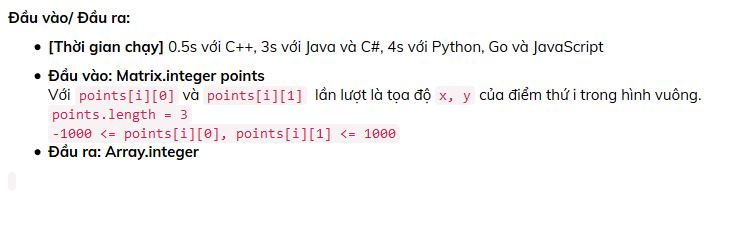 Đầu vào/ Đầu ra:
[Thời gian chạy] 0.5s với C++, 3s với Java và C#, 4s với Python, Go và JavaScript
Đầu vào: Matrix.integer points
Với points[i][0] và points[i][1] lần lượt là tọa độ x, y của điểm thứ i trong hình vuông.
points.length = 3
-1000 <= points[i][0], points[i][1] <= 1000
Đầu ra: Array.integer